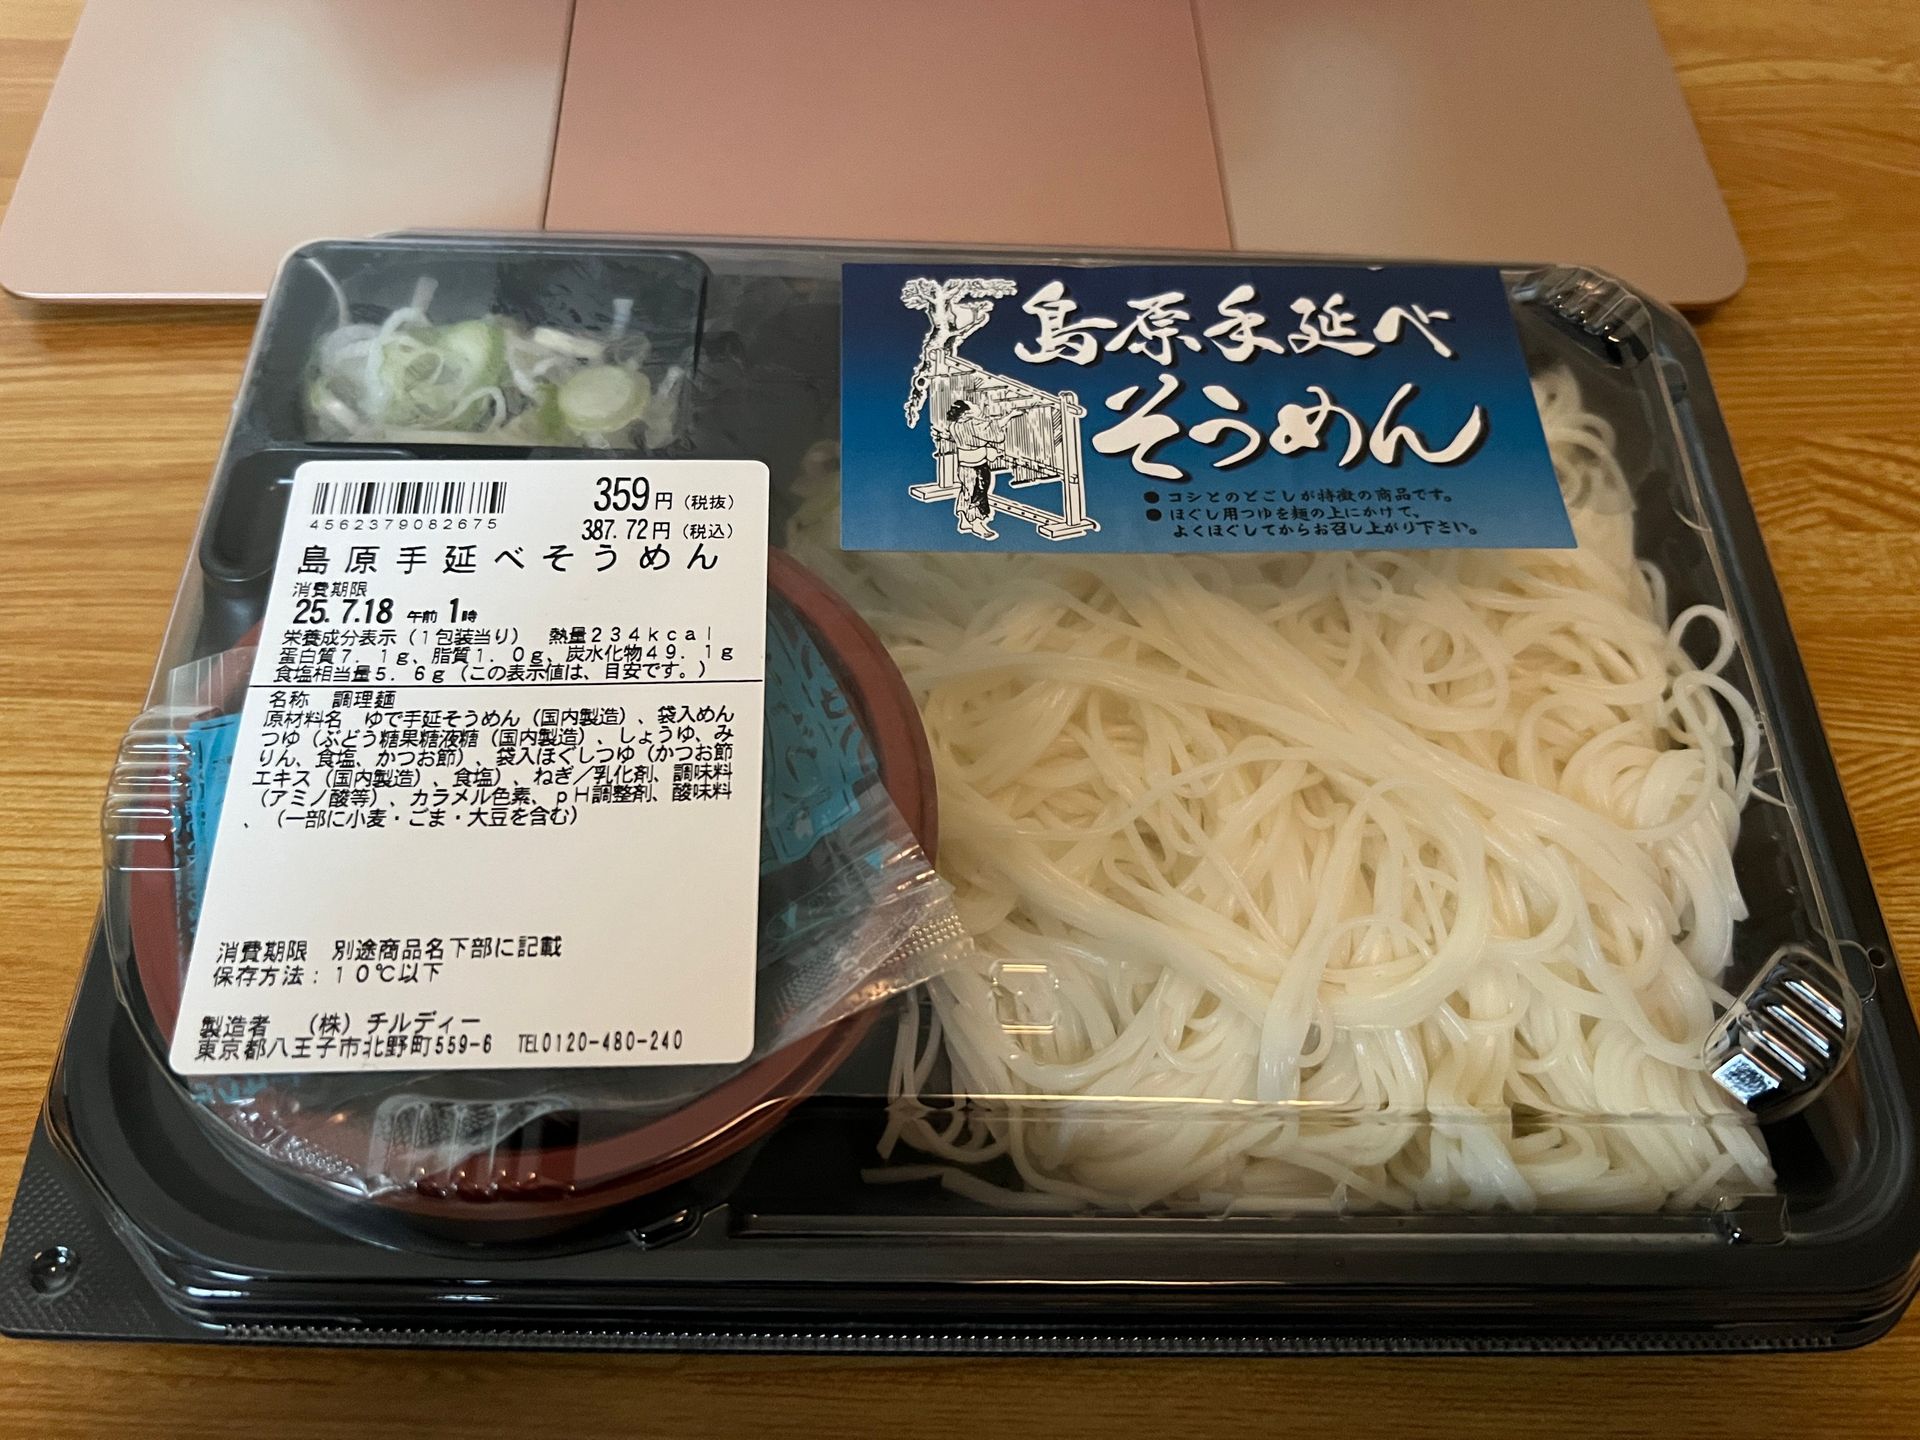 島原手延べ
そうめん
● コシとのどごしが特徴の商品です。
● ほぐし用つゆを麺の上にかけて、
よくほぐしてからお召し上がり下さい。
359円（税抜）
4562379082675
387.72円（税込）
島原手延べそうめん
消費期限
25.7.18 午前 1時
栄養成分表示（1包装当り） 熱量234kcal
蛋白質7.1g、脂質1.0g、炭水化物49.1g
食塩相当量5.6g（この表示値は、目安です。）
名称 調理麺
原材料名 ゆで手延そうめん（国内製造）、袋入めん
つゆ（ぶどう糖果糖液糖（国内製造）、しょうゆ、み
りん、食塩、かつお節）、袋入ほぐしつゆ（かつお節
エキス（国内製造）、食塩）、ねぎ／乳化剤、調味料
（アミノ酸等）、カラメル色素、pH調整剤、酸味料
、（一部に小麦・ごま・大豆を含む）
消費期限 別途商品名下部に記載
保存方法：10℃以下
製造者 （株）チルディー
東京都八王子市北野町559-6 TEL0120-480-240